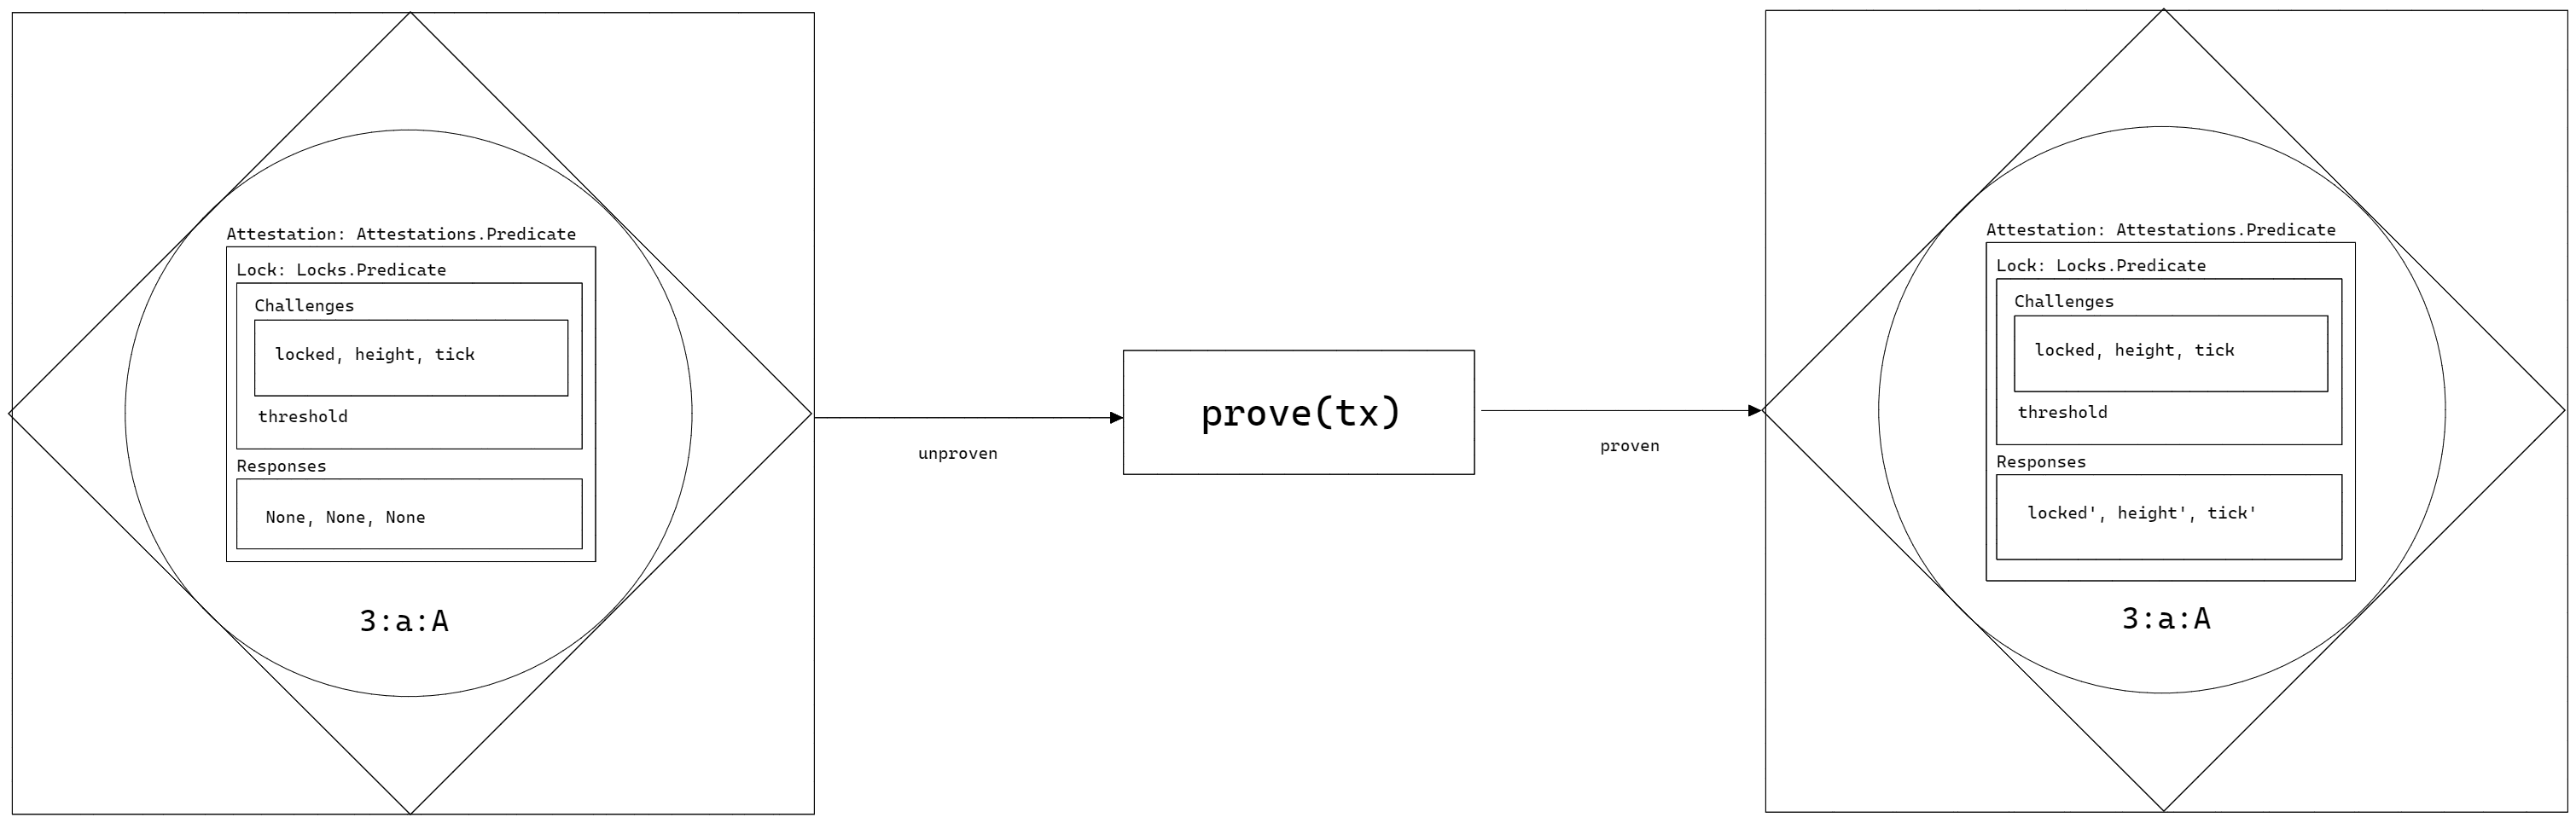 Attestation: Attestations.Predicate
Lock: Locks.Predicate
Challenges
locked, height, tick
threshold
Responses
None, None, None
3:a:A
unproven
prove(tx)
proven
Attestation: Attestations.Predicate
Lock: Locks.Predicate
Challenges
locked, height, tick
threshold
Responses
locked', height', tick'
3:a:A